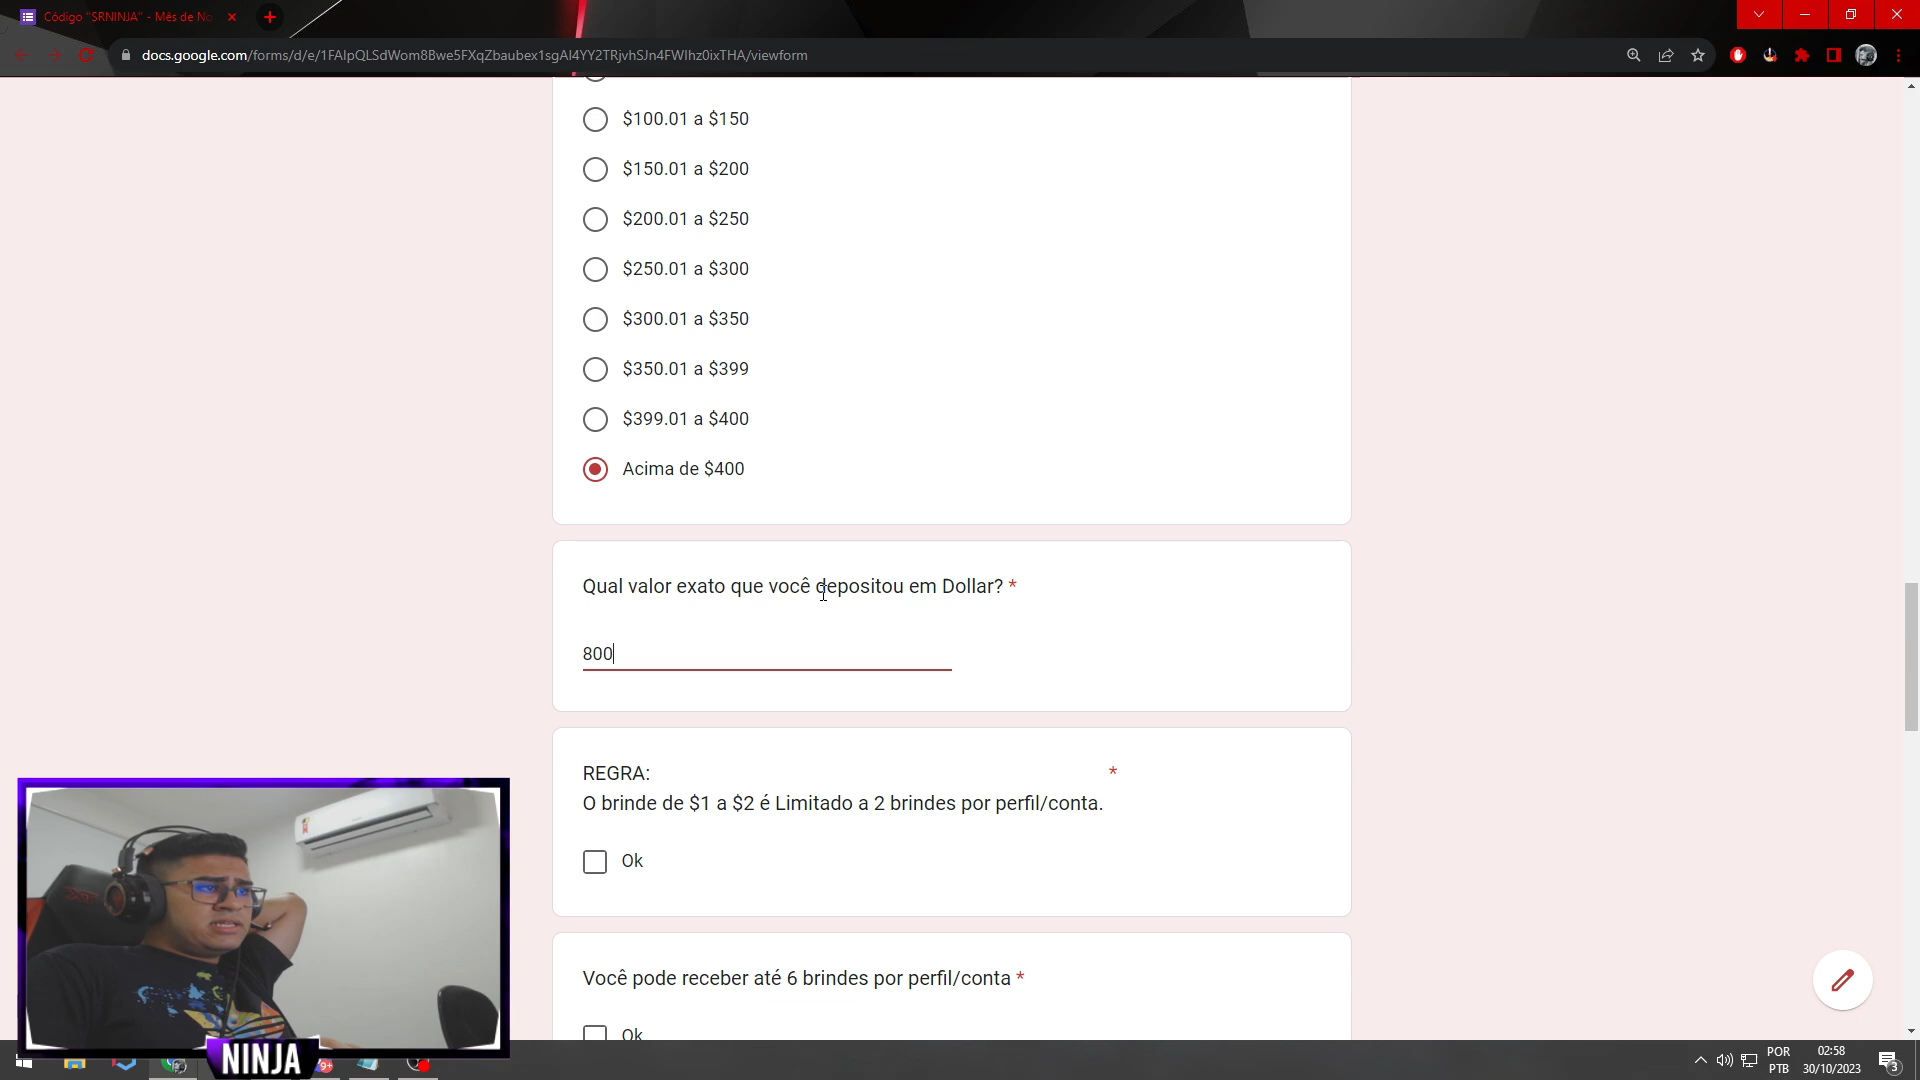 Código "SRNINJA" - Mês de No
docs.google.com/forms/d/e/1FAIpQLSdWom8Bwe5FXqZbaubex1sgAI4YY2TRjvhSJn4FWIhz0ixTHA/viewform
$100.01 a $150
$150.01 a $200
$200.01 a $250
$250.01 a $300
$300.01 a $350
$350.01 a $399
$399.01 a $400
Acima de $400
Qual valor exato que você depositou em Dollar? *
800
REGRA: *
O brinde de $1 a $2 é Limitado a 2 brindes por perfil/conta.
Ok
Você pode receber até 6 brindes por perfil/conta *
Ok
NINJA
9+
POR
PTB
02:58
30/10/2023
3